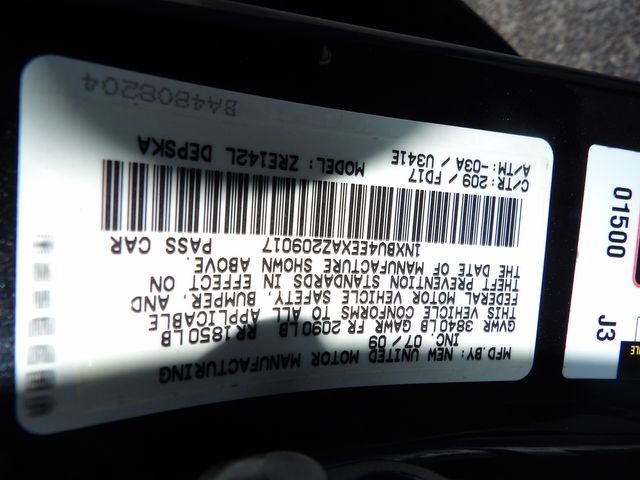 MFD.BY: NEW UNITED MOTOR MANUFACTURING
INC. 07/09
GVWR 3840LB GAWR FR 2090LB RR 1850LB
THIS VEHICLE CONFORMS TO ALL APPLICABLE
FEDERAL MOTOR VEHICLE SAFETY, BUMPER, AND
THEFT PREVENTION STANDARDS IN EFFECT ON
THE DATE OF MANUFACTURE SHOWN ABOVE.
1NXBU4EEXAZ209017 PASS CAR
C/TR: 209 / FD17 MODEL: ZRE142L DEPSKA
A/TM: -03A / U341E
BA4808204
01500
J3